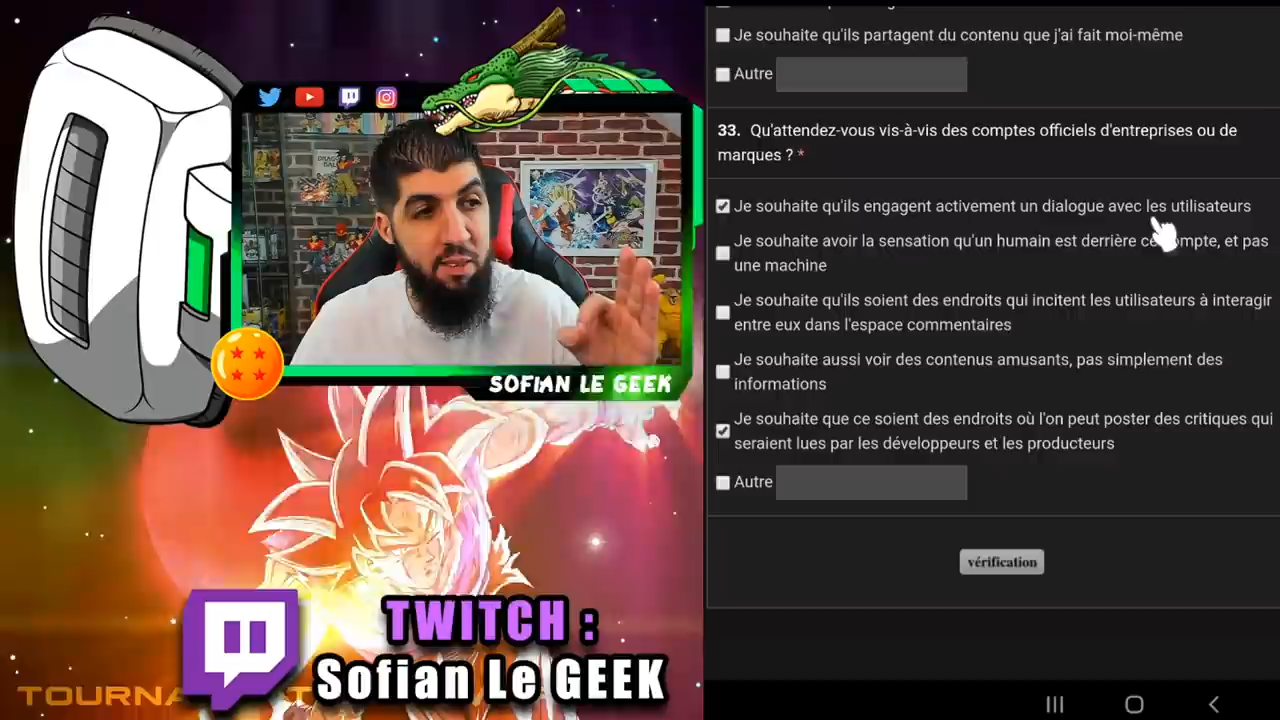 SOFIAN LE GEEK
TWITCH :
Sofian Le GEEK
TOURNA
Je souhaite qu'ils partagent du contenu que j'ai fait moi-même
Autre
33. Qu'attendez-vous vis-à-vis des comptes officiels d'entreprises ou de
marques ? *
Je souhaite qu'ils engagent activement un dialogue avec les utilisateurs
Je souhaite avoir la sensation qu'un humain est derrière et pas
une machine
Je souhaite qu'ils soient des endroits qui incitent les utilisateurs à interagir
entre eux dans l'espace commentaires
Je souhaite aussi voir des contenus amusants, pas simplement des
informations
Je souhaite que ce soient des endroits où l'on peut poster des critiques qui
seraient lues par les développeurs et les producteurs
Autre
vérification